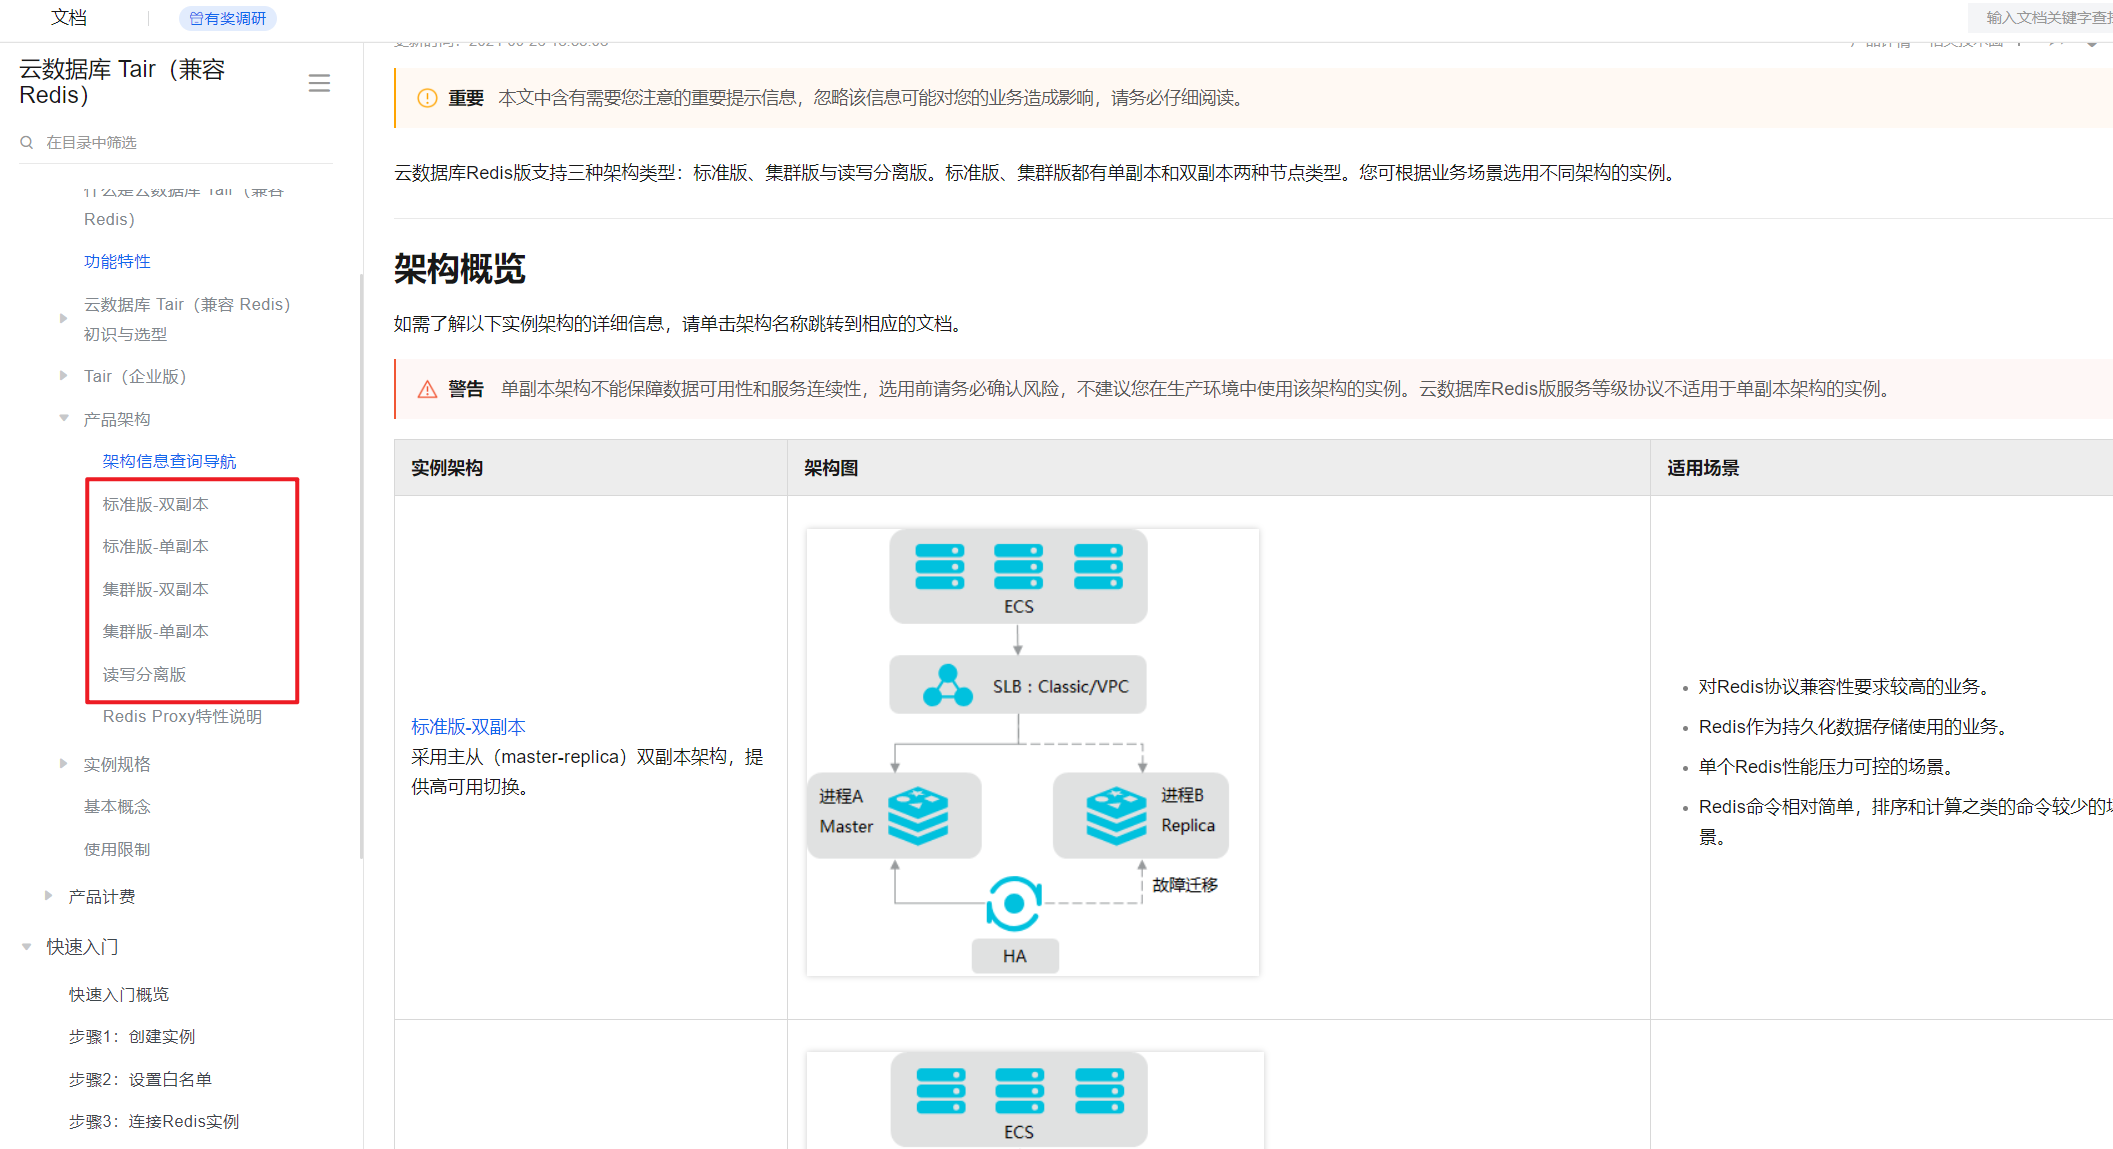 文档
有奖调研
输入文档关键字查
云数据库 Tair（兼容
Redis）
在目录中筛选
什么是云数据库 Tair（兼容
Redis）
功能特性
云数据库 Tair（兼容 Redis）
初识与选型
Tair（企业版）
产品架构
架构信息查询导航
标准版-双副本
标准版-单副本
集群版-双副本
集群版-单副本
读写分离版
Redis Proxy特性说明
实例规格
基本概念
使用限制
产品计费
快速入门
快速入门概览
步骤1：创建实例
步骤2：设置白名单
步骤3：连接Redis实例
重要 本文中含有需要您注意的重要提示信息，忽略该信息可能对您的业务造成影响，请务必仔细阅读。
云数据库Redis版支持三种架构类型：标准版、集群版与读写分离版。标准版、集群版都有单副本和双副本两种节点类型。您可根据业务场景选用不同架构的实例。
架构概览
如需了解以下实例架构的详细信息，请单击架构名称跳转到相应的文档。
警告 单副本架构不能保障数据可用性和服务连续性，选用前请务必确认风险，不建议您在生产环境中使用该架构的实例。云数据库Redis版服务等级协议不适用于单副本架构的实例。
实例架构 架构图 适用场景
标准版-双副本
采用主从（master-replica）双副本架构，提
供高可用切换。
ECS
SLB：Classic/VPC
进程A
Master
进程B
Replica
故障迁移
HA
对Redis协议兼容性要求较高的业务。
Redis作为持久化数据存储使用的业务。
单个Redis性能压力可控的场景。
Redis命令相对简单，排序和计算之类的命令较少的场
景。
ECS